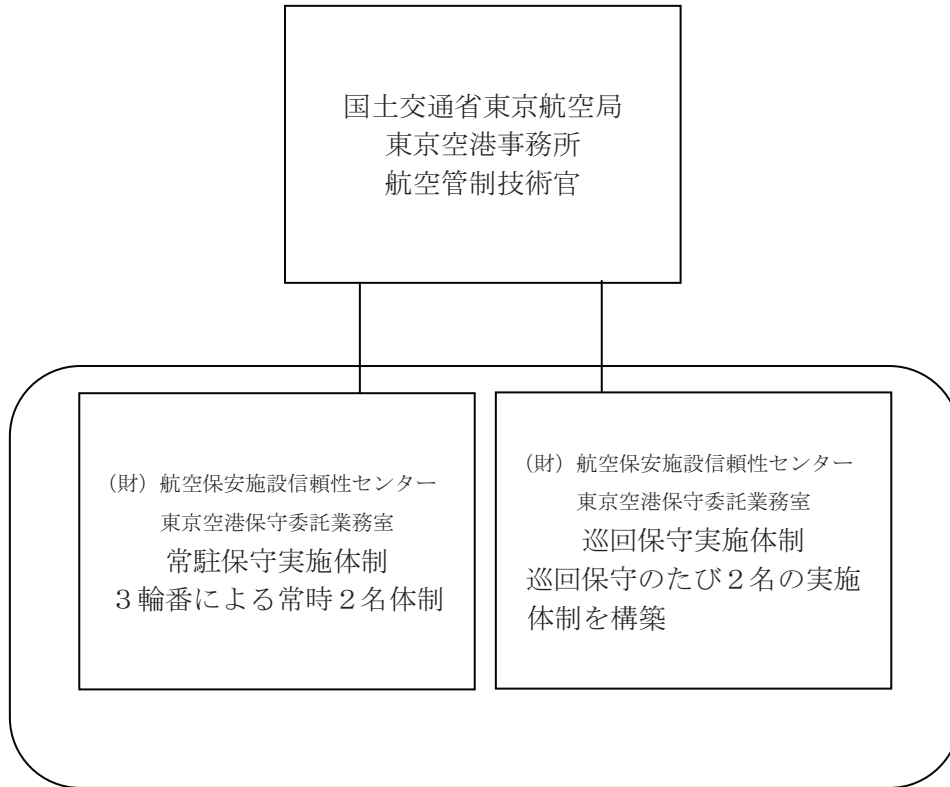 国土交通省東京航空局
東京空港事務所
航空管制技術官
（財）航空保安施設信頼性センター
東京空港保守委託業務室
常駐保守実施体制
３輪番による常時２名体制
（財）航空保安施設信頼性センター
東京空港保守委託業務室
巡回保守実施体制
巡回保守のたび２名の実施
体制を構築